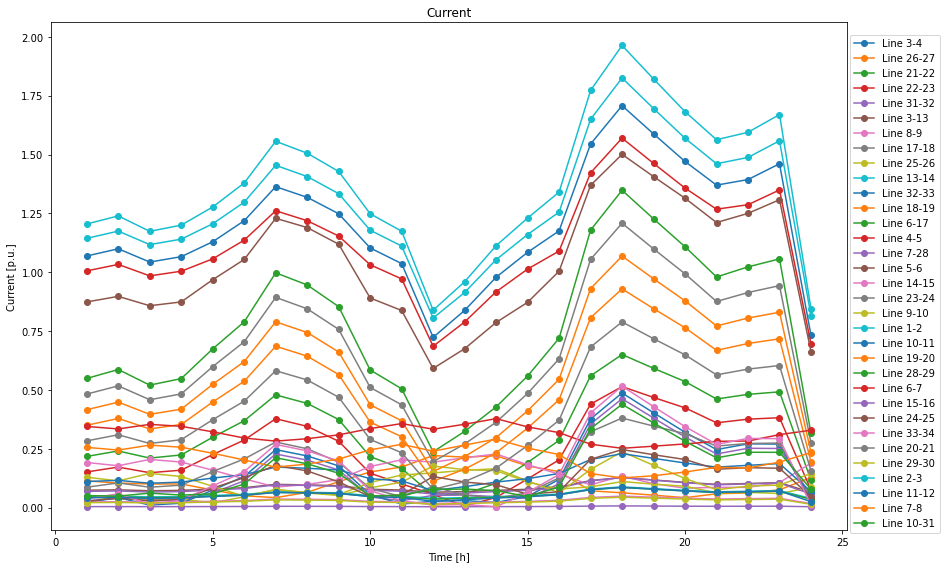 Current
2.00
1.75
1.50
1.25
1.00
0.75
0.50
0.25
0.00
Current [p.u.]
0
5
10
15
20
25
Time [h]
Line 3-4
Line 26-27
Line 21-22
Line 22-23
Line 31-32
Line 3-13
Line 8-9
Line 17-18
Line 25-26
Line 13-14
Line 32-33
Line 18-19
Line 6-17
Line 4-5
Line 7-28
Line 5-6
Line 14-15
Line 23-24
Line 9-10
Line 1-2
Line 10-11
Line 19-20
Line 28-29
Line 6-7
Line 15-16
Line 24-25
Line 33-34
Line 20-21
Line 29-30
Line 2-3
Line 11-12
Line 7-8
Line 10-31